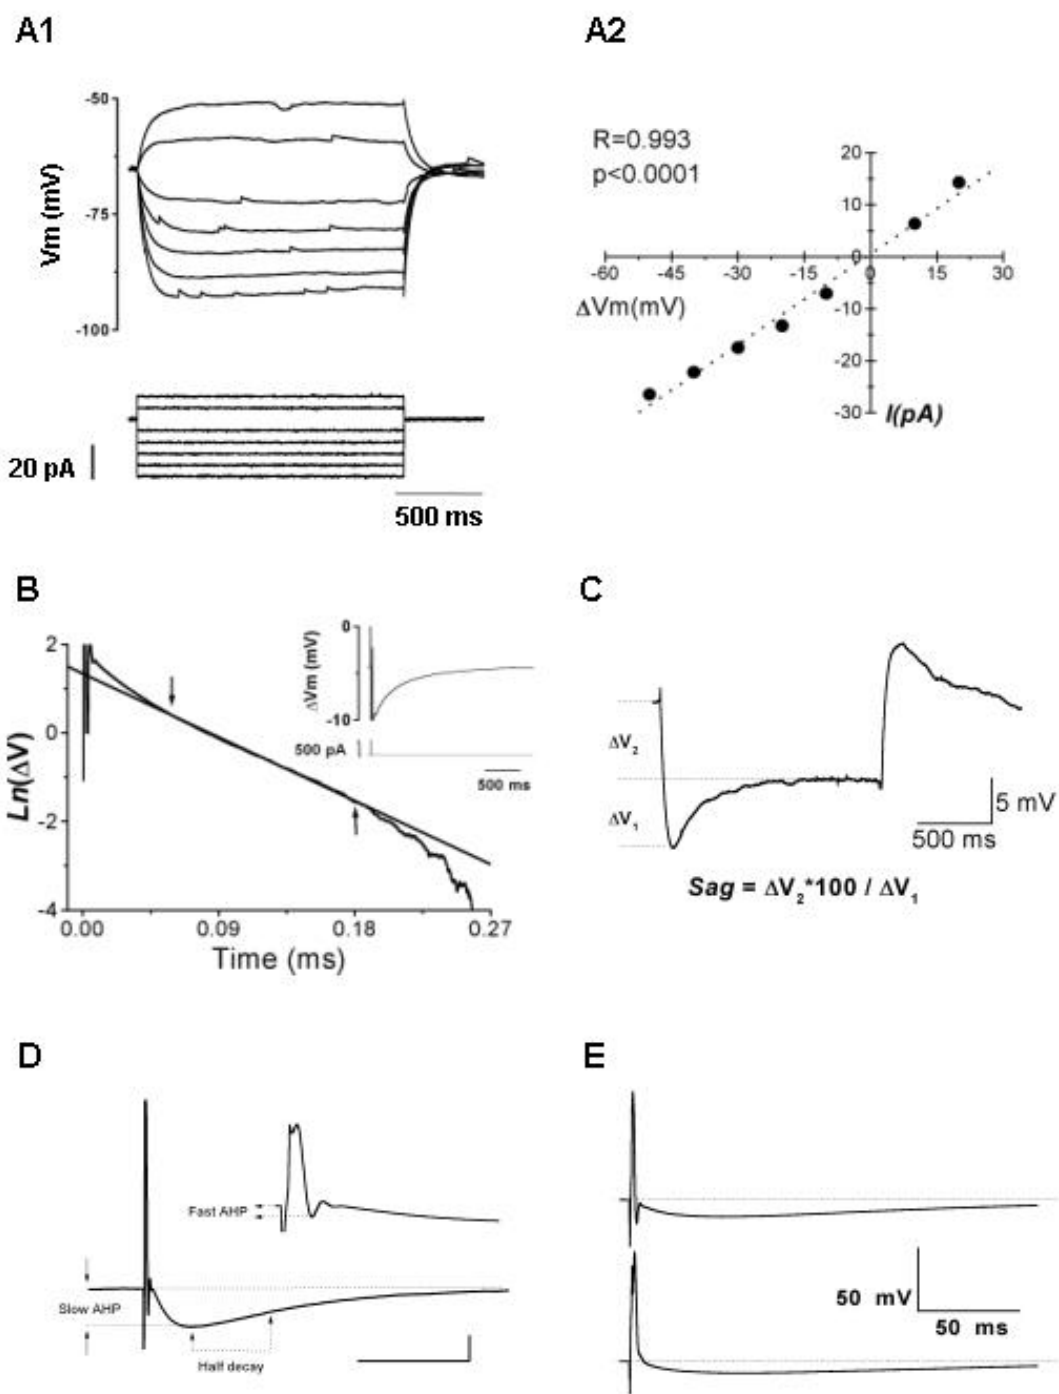 A1
A2
-50
-75
-100
Vm (mV)
20 pA
500 ms
R=0.993
p<0.0001
20
10
-60 -45 -30 -15 0 15 30
-10
-20
-30
ΔVm(mV)
I(pA)
B
C
2
0
-2
-4
Ln(ΔV)
0.00 0.09 0.18 0.27
Time (ms)
0
-10
ΔVm (mV)
500 pA
500 ms
ΔV2
ΔV1
5 mV
500 ms
Sag = ΔV2*100 / ΔV1
D
E
Fast AHP
Slow AHP
Half decay
50 mV
50 ms